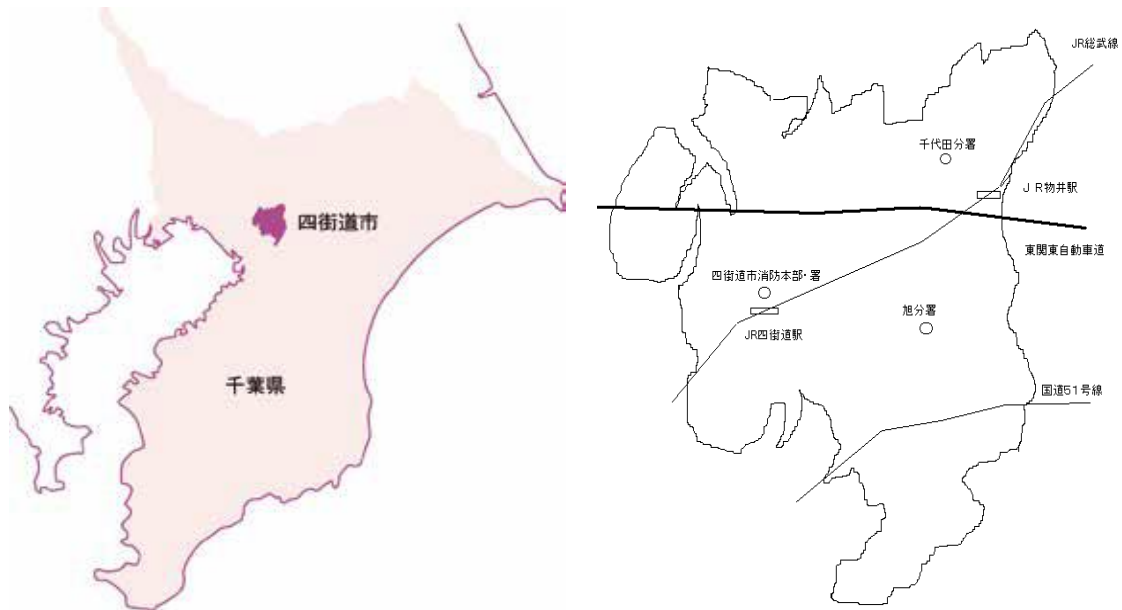 四街道市
千葉県
JR総武線
千代田分署
ＪＲ物井駅
東関東自動車道
四街道市消防本部・署
旭分署
JR四街道駅
国道51号線